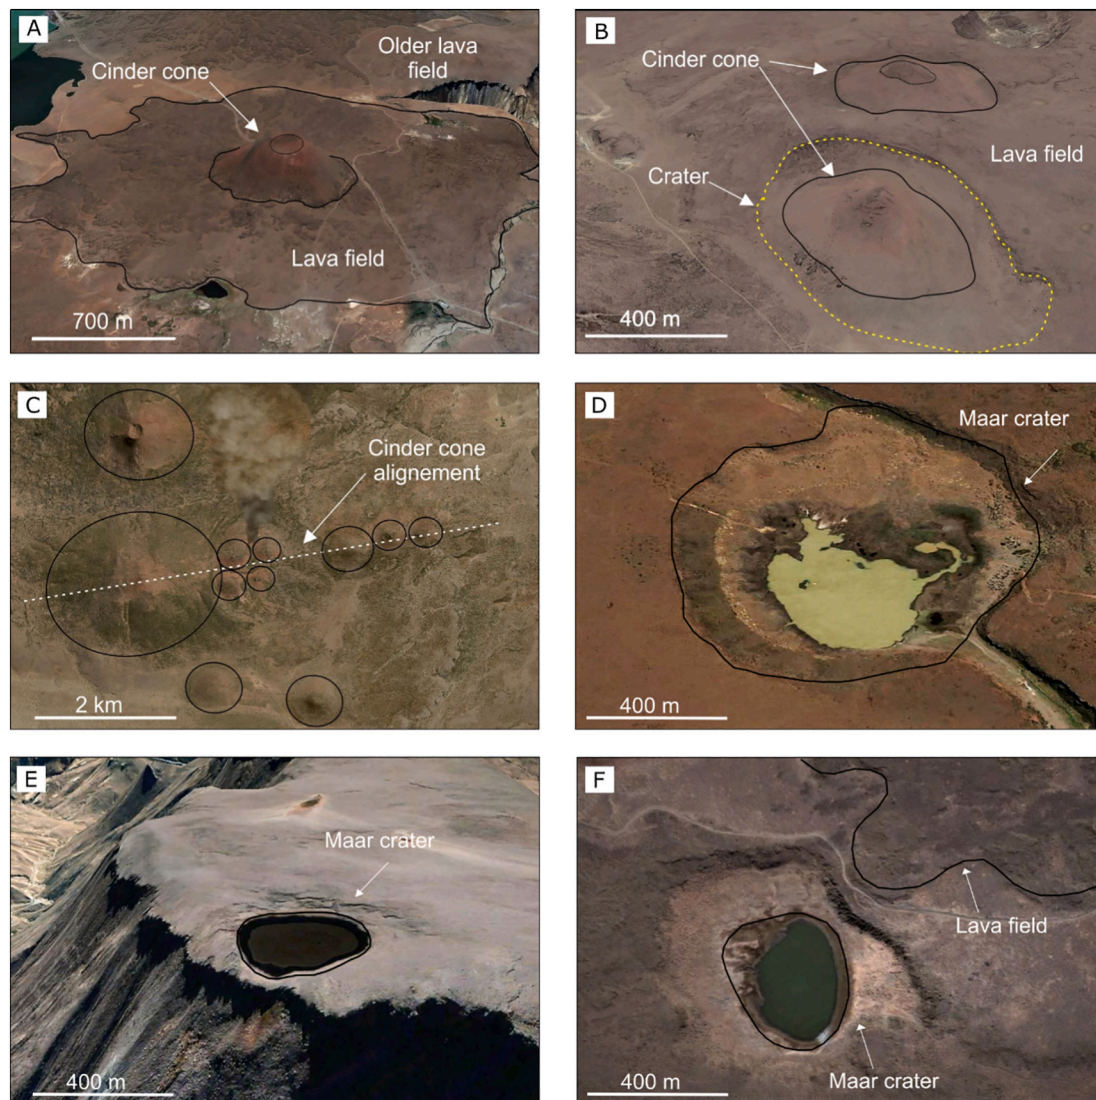 A
Older lava
field
Cinder cone
Lava field
700 m
B
Cinder cone
Lava field
Crater
400 m
C
Cinder cone
alignement
2 km
D
Maar crater
400 m
E
Maar crater
400 m
F
Lava field
Maar crater
400 m